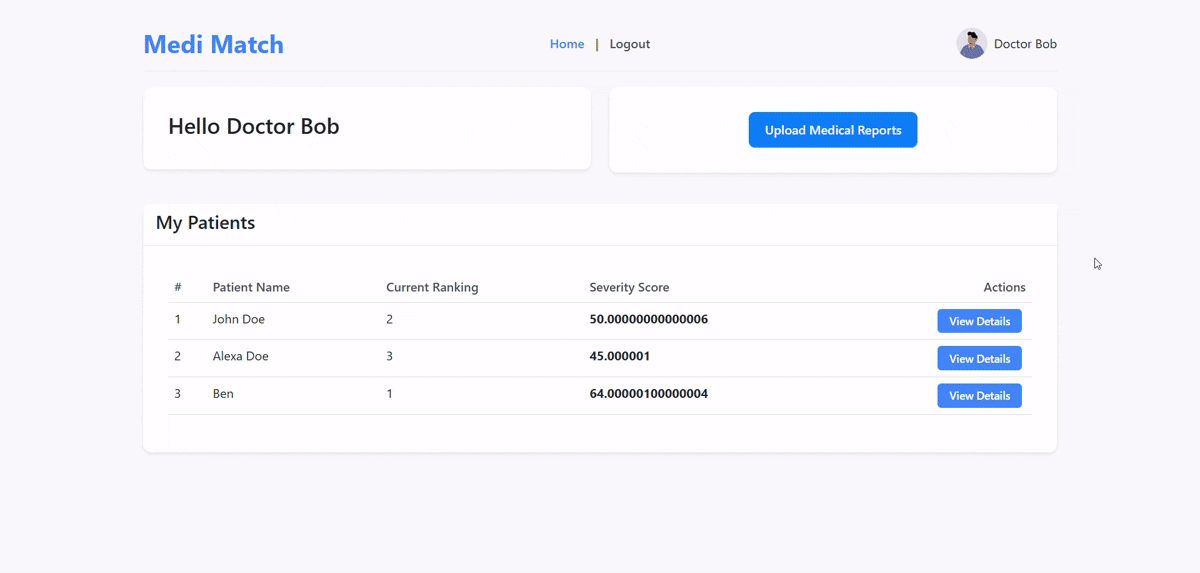 Medi Match
Home | Logout
Doctor Bob
Hello Doctor Bob
Upload Medical Reports
My Patients
# Patient Name Current Ranking Severity Score Actions
1 John Doe 2 50.00000000000006 View Details
2 Alexa Doe 3 45.000001 View Details
3 Ben 1 64.00000100000004 View Details